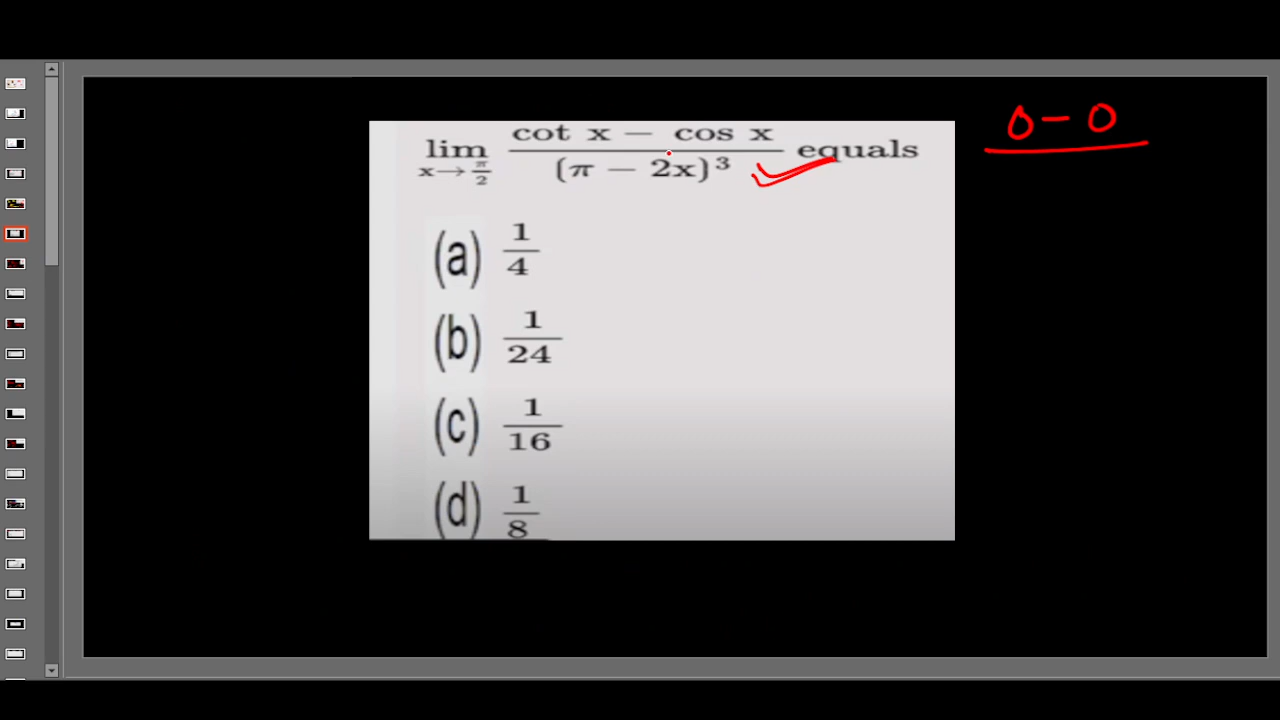 lim x→π/2 cot x − cos x / (π − 2x)³ equals
0 − 0
(a) 1/4
(b) 1/24
(c) 1/16
(d) 1/8